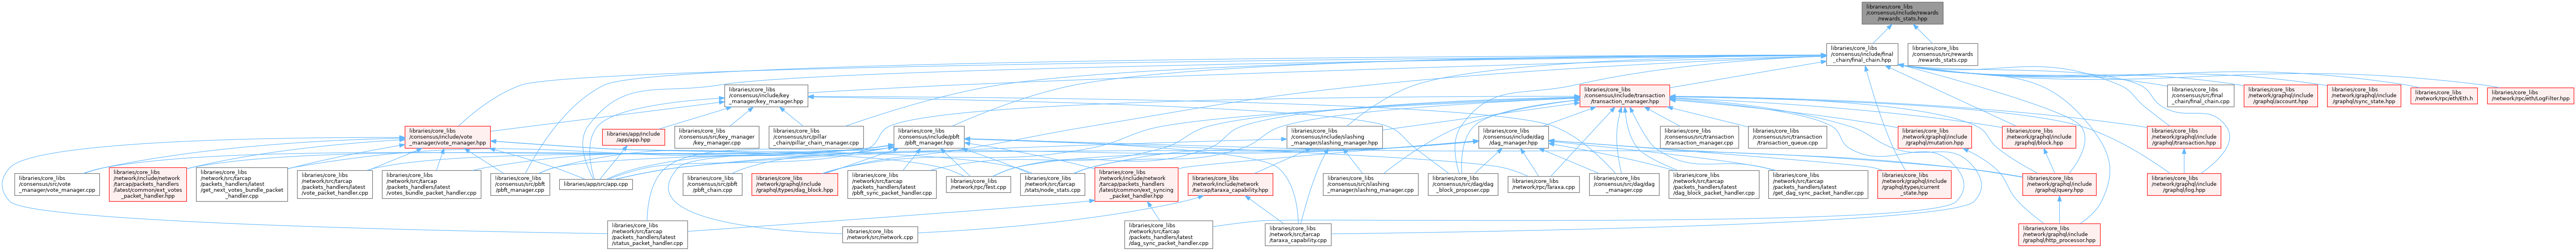 libraries/core_libs
/consensus/include/rewards
/rewards_stats.hpp
libraries/core_libs
/consensus/include/final
_chain/final_chain.hpp
libraries/core_libs
/consensus/src/rewards
/rewards_stats.cpp
libraries/core_libs
/consensus/include/key
_manager/key_manager.hpp
libraries/core_libs
/consensus/include/transaction
/transaction_manager.hpp
libraries/core_libs
/consensus/src/final
_chain/final_chain.cpp
libraries/core_libs
/network/graphql/include
/graphql/account.hpp
libraries/core_libs
/network/graphql/include
/graphql/sync_state.hpp
libraries/core_libs
/network/rpc/eth/Eth.h
libraries/core_libs
/network/rpc/eth/LogFilter.hpp
libraries/core_libs
/consensus/include/vote
_manager/vote_manager.hpp
libraries/app/include
/app/app.hpp
libraries/core_libs
/consensus/src/key_manager
/key_manager.cpp
libraries/core_libs
/consensus/src/pillar
_chain/pillar_chain_manager.cpp
libraries/core_libs
/consensus/include/pbft
/pbft_manager.hpp
libraries/core_libs
/consensus/include/slashing
_manager/slashing_manager.hpp
libraries/core_libs
/consensus/include/dag
/dag_manager.hpp
libraries/core_libs
/consensus/src/transaction
/transaction_manager.cpp
libraries/core_libs
/consensus/src/transaction
/transaction_queue.cpp
libraries/core_libs
/network/graphql/include
/graphql/mutation.hpp
libraries/core_libs
/network/graphql/include
/graphql/block.hpp
libraries/core_libs
/network/graphql/include
/graphql/transaction.hpp
libraries/core_libs
/consensus/src/vote
_manager/vote_manager.cpp
libraries/core_libs
/network/include/network
/tarcap/packets_handlers
/latest/common/ext_votes
_packet_handler.hpp
libraries/core_libs
/network/src/tarcap
/packets_handlers/latest
/get_next_votes_bundle_packet
_handler.cpp
libraries/core_libs
/network/src/tarcap
/packets_handlers/latest
/vote_packet_handler.cpp
libraries/core_libs
/network/src/tarcap
/packets_handlers/latest
/votes_bundle_packet_handler.cpp
libraries/core_libs
/consensus/src/pbft
/pbft_manager.cpp
libraries/app/src/app.cpp
libraries/core_libs
/consensus/src/pbft
/pbft_chain.cpp
libraries/core_libs
/network/graphql/include
/graphql/types/dag_block.hpp
libraries/core_libs
/network/src/tarcap
/packets_handlers/latest
/pbft_sync_packet_handler.cpp
libraries/core_libs
/network/rpc/Test.cpp
libraries/core_libs
/network/src/tarcap
/stats/node_stats.cpp
libraries/core_libs
/network/include/network
/tarcap/packets_handlers
/latest/common/ext_syncing
_packet_handler.hpp
libraries/core_libs
/network/include/network
/tarcap/taraxa_capability.hpp
libraries/core_libs
/consensus/src/slashing
_manager/slashing_manager.cpp
libraries/core_libs
/consensus/src/dag/dag
_block_proposer.cpp
libraries/core_libs
/network/rpc/Taraxa.cpp
libraries/core_libs
/consensus/src/dag/dag
_manager.cpp
libraries/core_libs
/network/src/tarcap
/packets_handlers/latest
/dag_block_packet_handler.cpp
libraries/core_libs
/network/src/tarcap
/packets_handlers/latest
/get_dag_sync_packet_handler.cpp
libraries/core_libs
/network/graphql/include
/graphql/types/current
_state.hpp
libraries/core_libs
/network/graphql/include
/graphql/query.hpp
libraries/core_libs
/network/graphql/include
/graphql/log.hpp
libraries/core_libs
/network/src/tarcap
/packets_handlers/latest
/status_packet_handler.cpp
libraries/core_libs
/network/src/network.cpp
libraries/core_libs
/network/src/tarcap
/packets_handlers/latest
/dag_sync_packet_handler.cpp
libraries/core_libs
/network/src/tarcap
/taraxa_capability.cpp
libraries/core_libs
/network/graphql/include
/graphql/http_processor.hpp